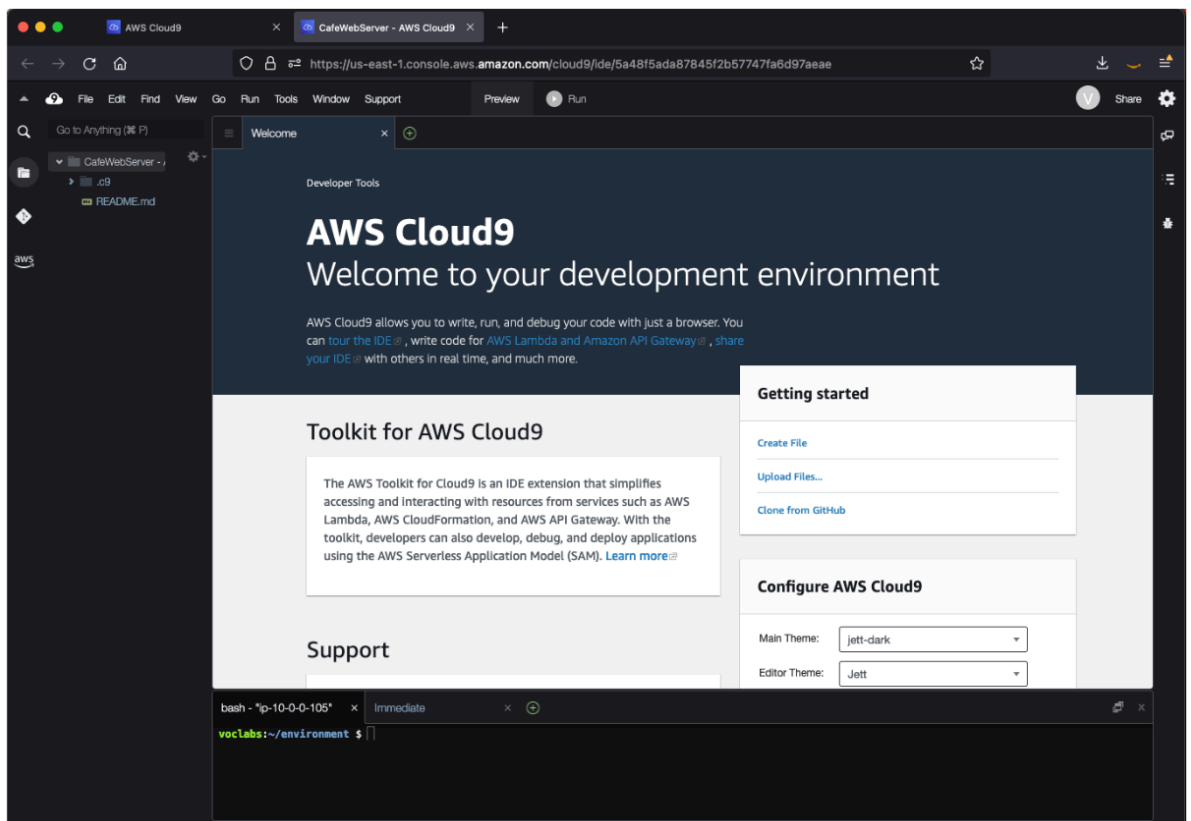 AWS Cloud9
CafeWebServer - AWS Cloud9
https://us-east-1.console.aws.amazon.com/cloud9/ide/5a48f5ada87845f2b57747fa6d97aeae
File Edit Find View Go Run Tools Window Support Preview Run V Share
Go to Anything (⌘ P)
Welcome
CafeWebServer - /
.c9
README.md
aws
Developer Tools
AWS Cloud9
Welcome to your development environment
AWS Cloud9 allows you to write, run, and debug your code with just a browser. You
can tour the IDE, write code for AWS Lambda and Amazon API Gateway, share
your IDE with others in real time, and much more.
Getting started
Create File
Upload Files...
Clone from GitHub
Toolkit for AWS Cloud9
The AWS Toolkit for Cloud9 is an IDE extension that simplifies
accessing and interacting with resources from services such as AWS
Lambda, AWS CloudFormation, and AWS API Gateway. With the
toolkit, developers can also develop, debug, and deploy applications
using the AWS Serverless Application Model (SAM). Learn more
Configure AWS Cloud9
Main Theme: jett-dark
Editor Theme: Jett
Support
bash - "ip-10-0-0-105"
Immediate
voclabs:~/environment $